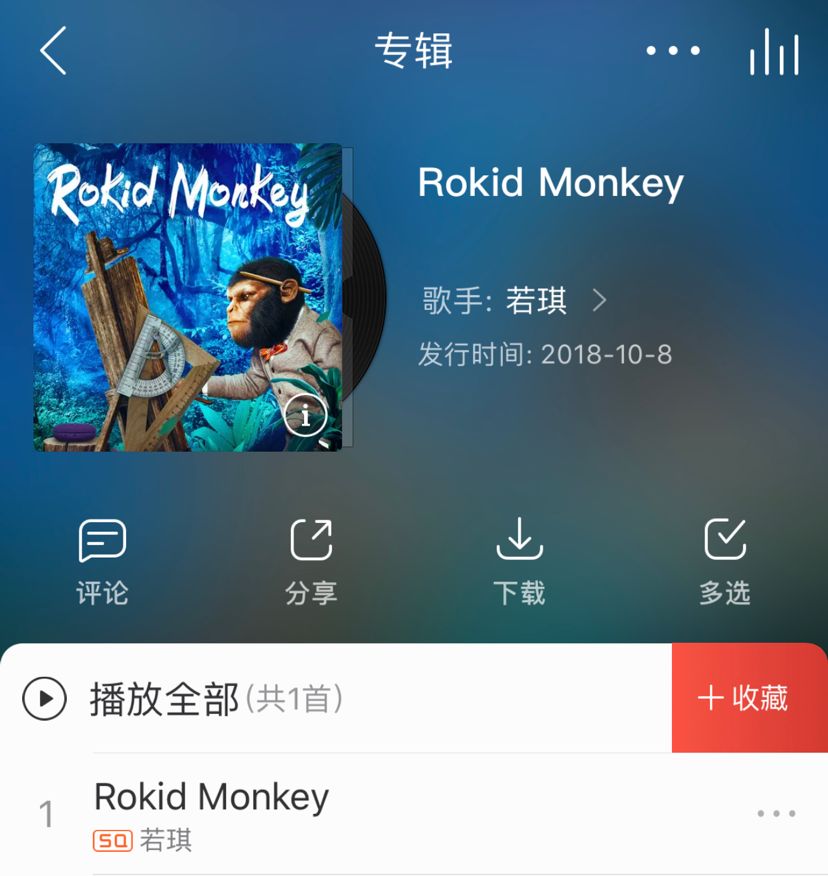 专辑
Rokid Monkey
Rokid Monkey
歌手: 若琪
发行时间: 2018-10-8
评论
分享
下载
多选
播放全部(共1首)
+ 收藏
1
Rokid Monkey
SQ 若琪